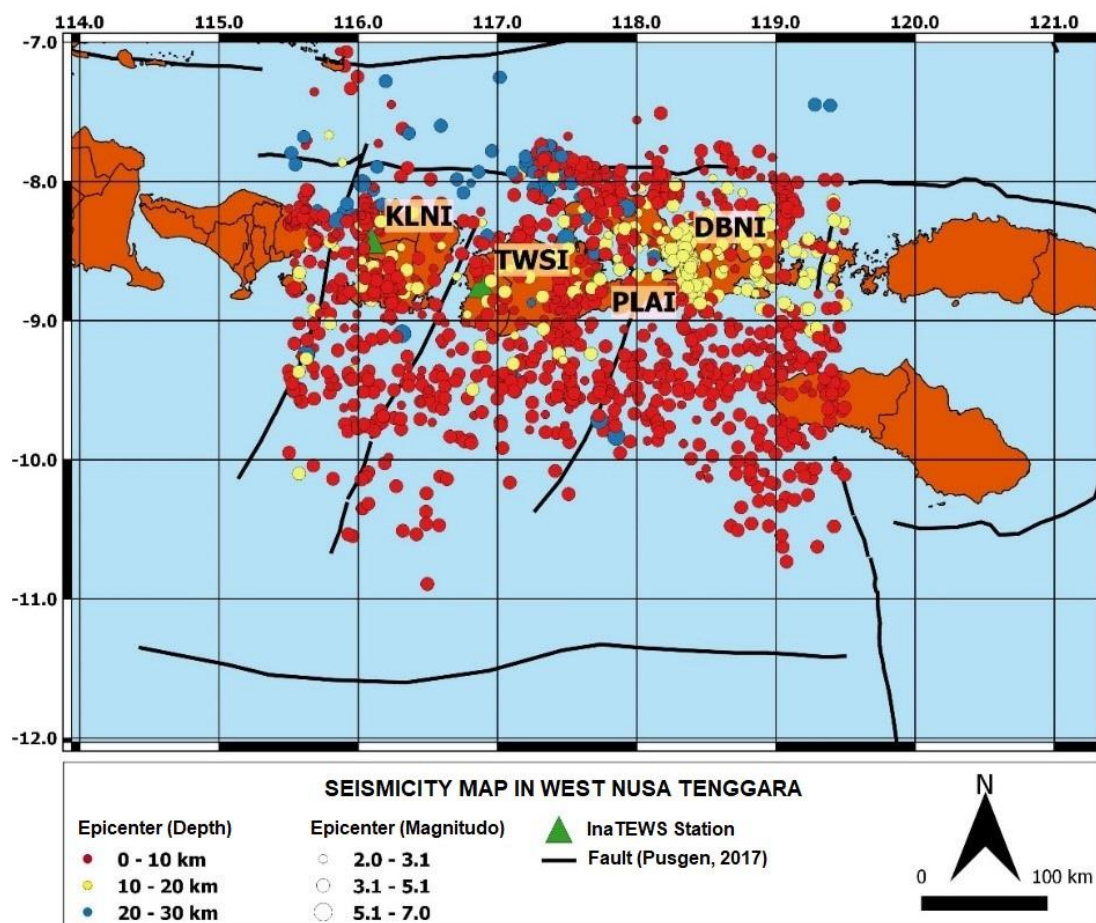 114.0 115.0 116.0 117.0 118.0 119.0 120.0 121.0
-7.0
-8.0
KLNI
DBNI
TWSI
PLAI
-9.0
-10.0
-11.0
-12.0
SEISMICITY MAP IN WEST NUSA TENGGARA
Epicenter (Depth)
0 - 10 km
10 - 20 km
20 - 30 km
Epicenter (Magnitudo)
2.0 - 3.1
3.1 - 5.1
5.1 - 7.0
InaTEWS Station
Fault (Pusgen, 2017)
N
0 100 km